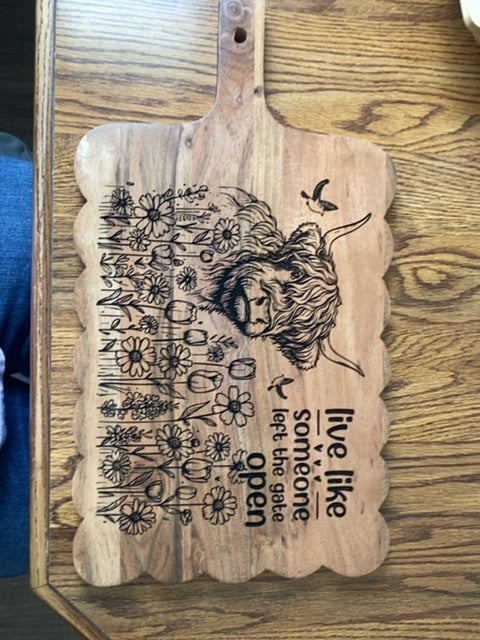 live like
someone
left the gate
open